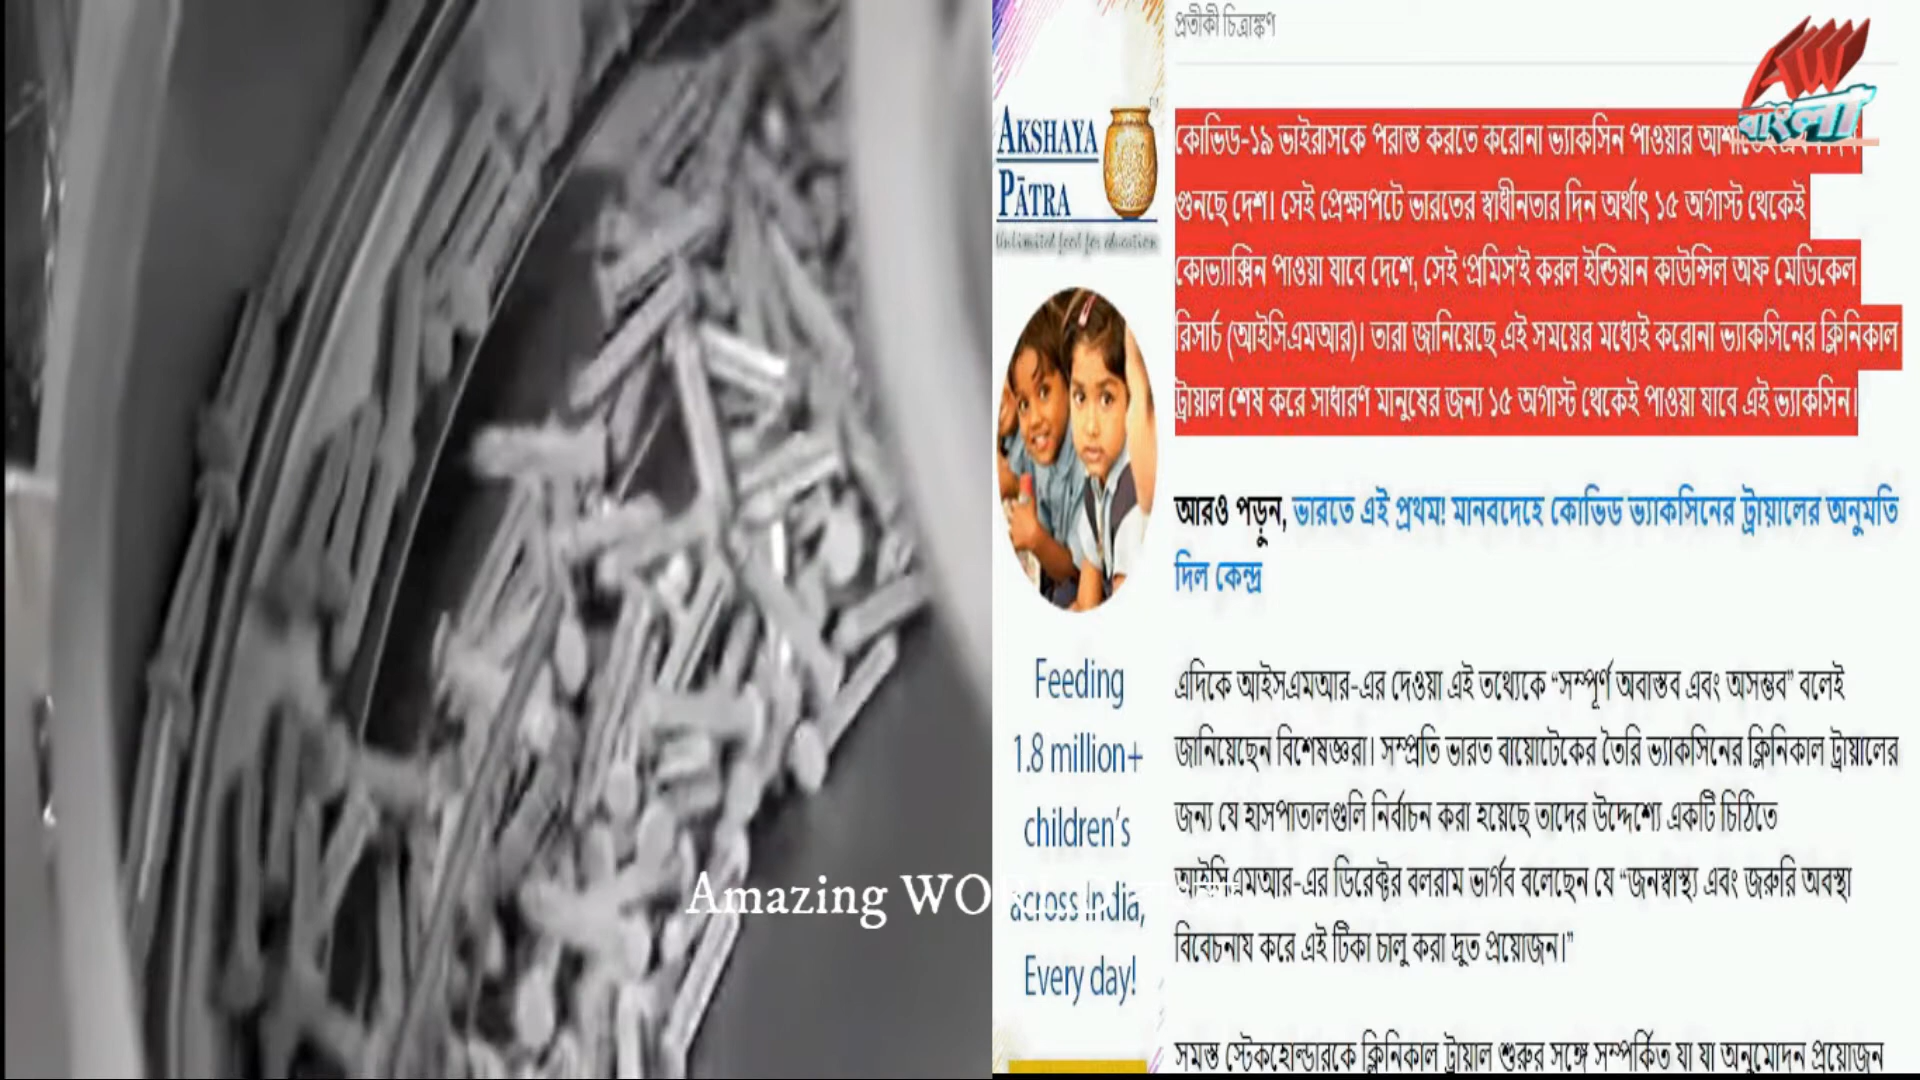 প্রতীকী চিত্রাঙ্কণ
AW
বাংলা
AKSHAYA
PĀTRA
Unlimited food for education
Feeding
1.8 million+
children's
across India,
Every day!
কোভিড-১৯ ভাইরাসকে পরাস্ত করতে করোনা ভ্যাকসিন পাওয়ার
গুনছে দেশ। সেই প্রেক্ষাপটে ভারতের স্বাধীনতার দিন অর্থাৎ ১৫ অগাস্ট থেকেই
কোভ্যাক্সিন পাওয়া যাবে দেশে, সেই 'প্রমিস'ই করল ইন্ডিয়ান কাউন্সিল অফ মেডিকেল
রিসার্চ (আইসিএমআর)। তারা জানিয়েছে এই সময়ের মধ্যেই করোনা ভ্যাকসিনের ক্লিনিকাল
ট্রায়াল শেষ করে সাধারণ মানুষের জন্য ১৫ অগাস্ট থেকেই পাওয়া যাবে এই ভ্যাকসিন।
আরও পড়ুন, ভারতে এই প্রথম! মানবদেহে কোভিড ভ্যাকসিনের ট্রায়ালের অনুমতি
দিল কেন্দ্র
এদিকে আইসএমআর-এর দেওয়া এই তথ্যেকে "সম্পূর্ণ অবাস্তব এবং অসম্ভব" বলেই
জানিয়েছেন বিশেষজ্ঞরা। সম্প্রতি ভারত বায়োটেকের তৈরি ভ্যাকসিনের ক্লিনিকাল ট্রায়ালের
জন্য যে হাসপাতালগুলি নির্বাচন করা হয়েছে তাদের উদ্দেশ্যে একটি চিঠিতে
আইসিএমআর-এর ডিরেক্টর বলরাম ভার্গব বলেছেন যে "জনস্বাস্থ্য এবং জরুরি অবস্থা
বিবেচনায করে এই টিকা চালু করা দ্রুত প্রয়োজন।"
সমস্ত স্টেকহোল্ডারকে ক্লিনিকাল ট্রায়াল শুরুর সঙ্গে সম্পর্কিত যা যা অনুমোদন প্রয়োজন
Amazing